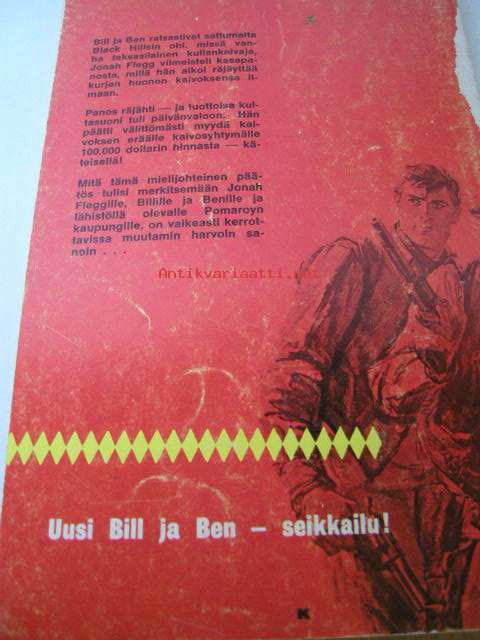 Bill ja Ben ratsastivat sattumalta
Black Hillsin ohi, missä van-
ha teksasilainen kullankaivaja,
Jonah Flegg viimeisteli kasapa-
nosta, millä hän aikoi räjäyttää
kurjan huonon kaivoksensa il-
maan.
Panos räjähti — ja tuottoisa kul-
tasuoni tuli päivänvaloon. Hän
päätti välittömästi myydä kai-
voksen eräälle kaivosyhtymälle
100.000 dollarin hinnasta — kä-
teisellä!
Mitä tämä mielijohteinen pää-
tös tulisi merkitsemään Jonah
Fleggille, Billille ja Benille ja
lähistöllä olevalle Pomaroyn
kaupungille, on vaikeasti kerrot-
tavissa muutamin harvoin sa-
noin . . .
Antikvariaatti.net
Uusi Bill ja Ben – seikkailu!
K